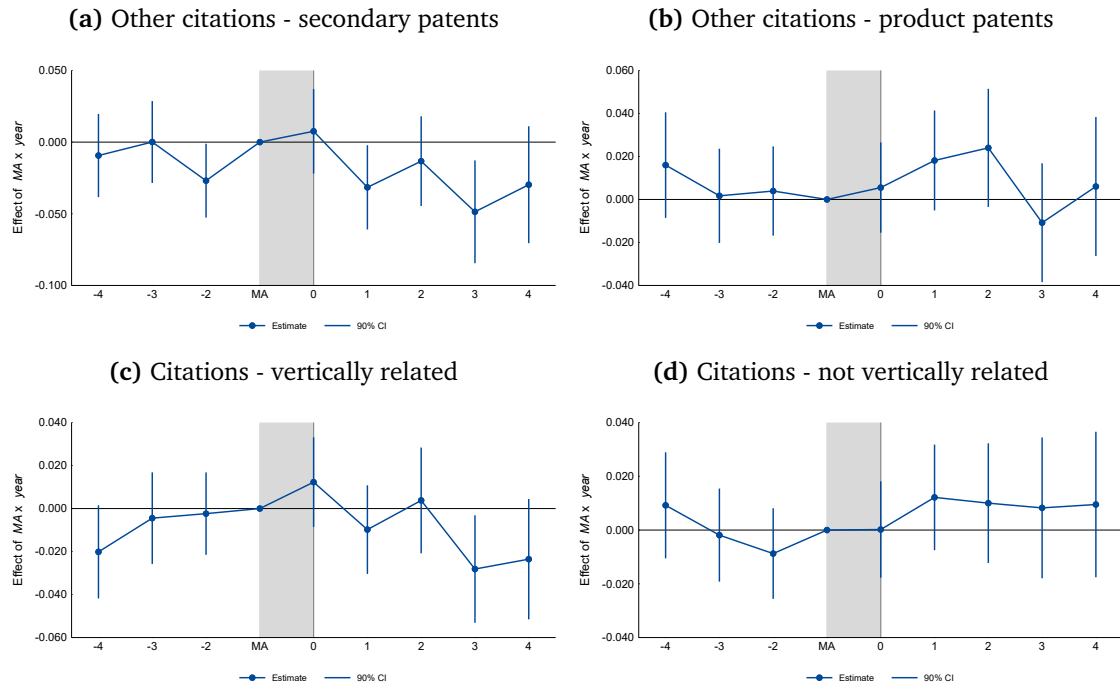 (a) Other citations - secondary patents
0.050
0.000
-0.050
-0.100
Effect of MA x year
-4 -3 -2 MA 0 1 2 3 4
Estimate 90% CI
(b) Other citations - product patents
0.060
0.040
0.020
0.000
-0.020
-0.040
Effect of MA x year
-4 -3 -2 MA 0 1 2 3 4
Estimate 90% CI
(c) Citations - vertically related
0.040
0.020
0.000
-0.020
-0.040
-0.060
Effect of MA x year
-4 -3 -2 MA 0 1 2 3 4
Estimate 90% CI
(d) Citations - not vertically related
0.040
0.020
0.000
-0.020
-0.040
Effect of MA x year
-4 -3 -2 MA 0 1 2 3 4
Estimate 90% CI